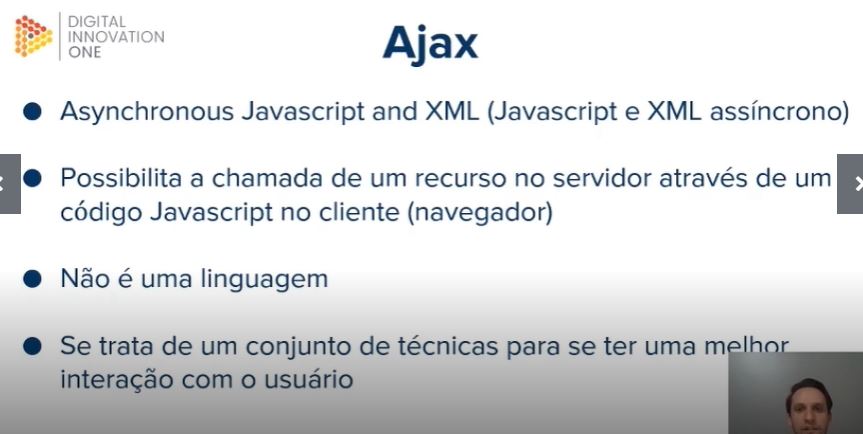 DIGITAL
INNOVATION
ONE
Ajax
Asynchronous Javascript and XML (Javascript e XML assíncrono)
Possibilita a chamada de um recurso no servidor através de um
código Javascript no cliente (navegador)
Não é uma linguagem
Se trata de um conjunto de técnicas para se ter uma melhor
interação com o usuário